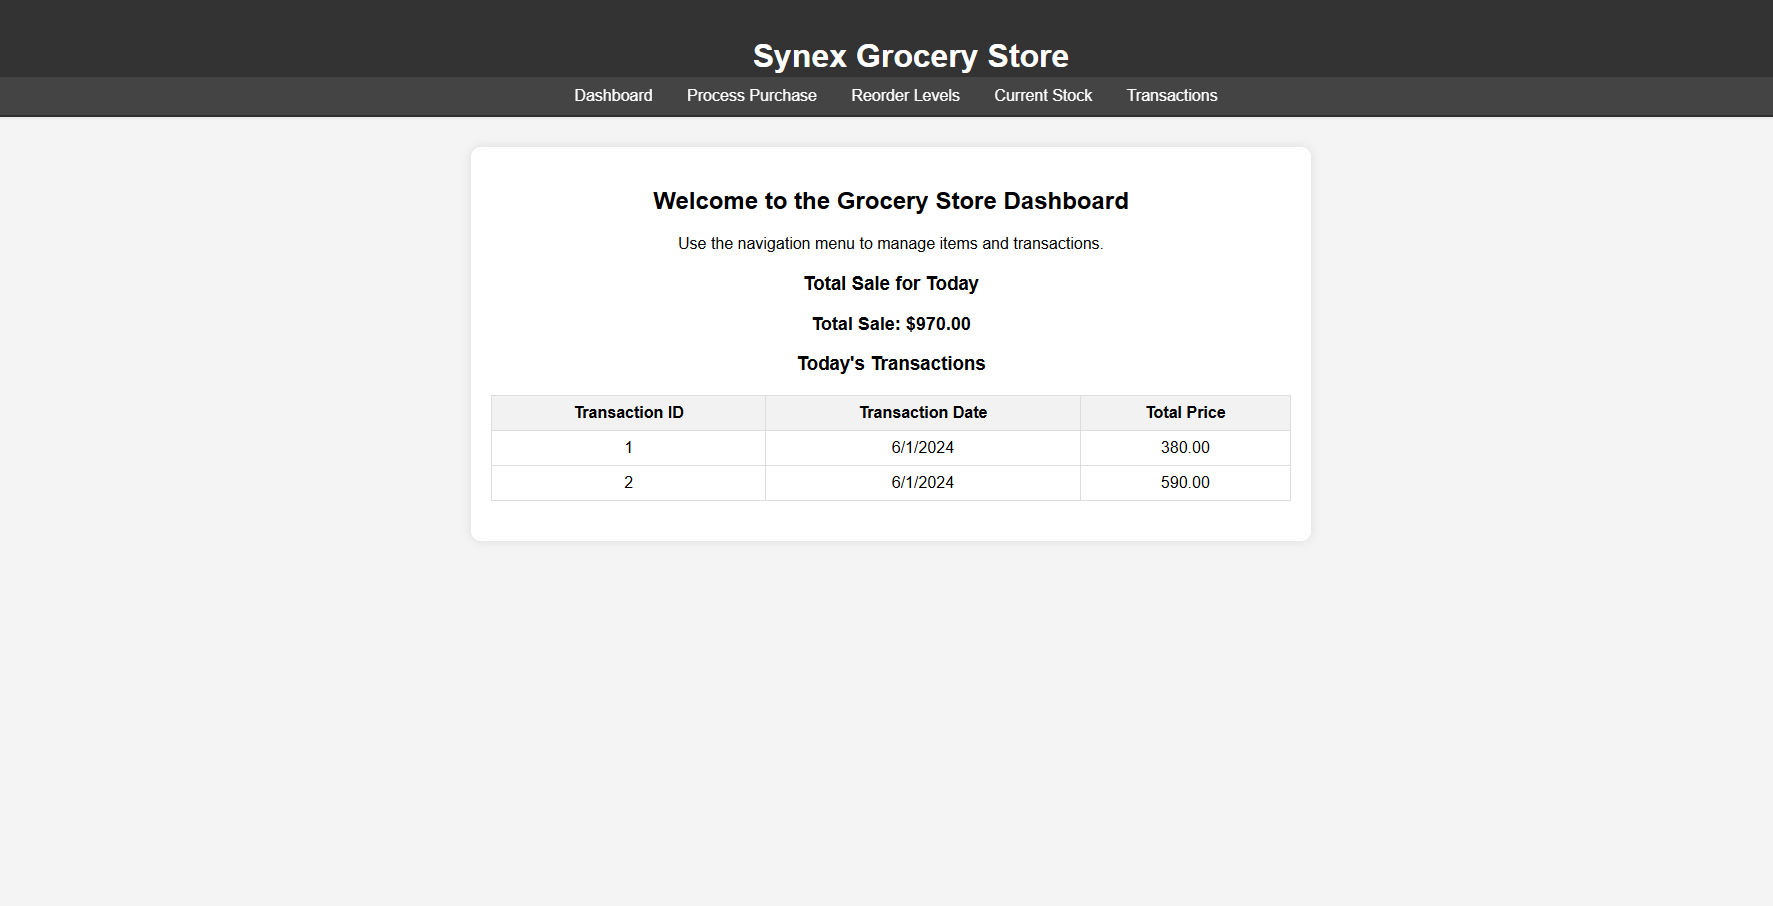 Synex Grocery Store
Dashboard Process Purchase Reorder Levels Current Stock Transactions
Welcome to the Grocery Store Dashboard
Use the navigation menu to manage items and transactions.
Total Sale for Today
Total Sale: $970.00
Today's Transactions
Transaction ID Transaction Date Total Price
1 6/1/2024 380.00
2 6/1/2024 590.00